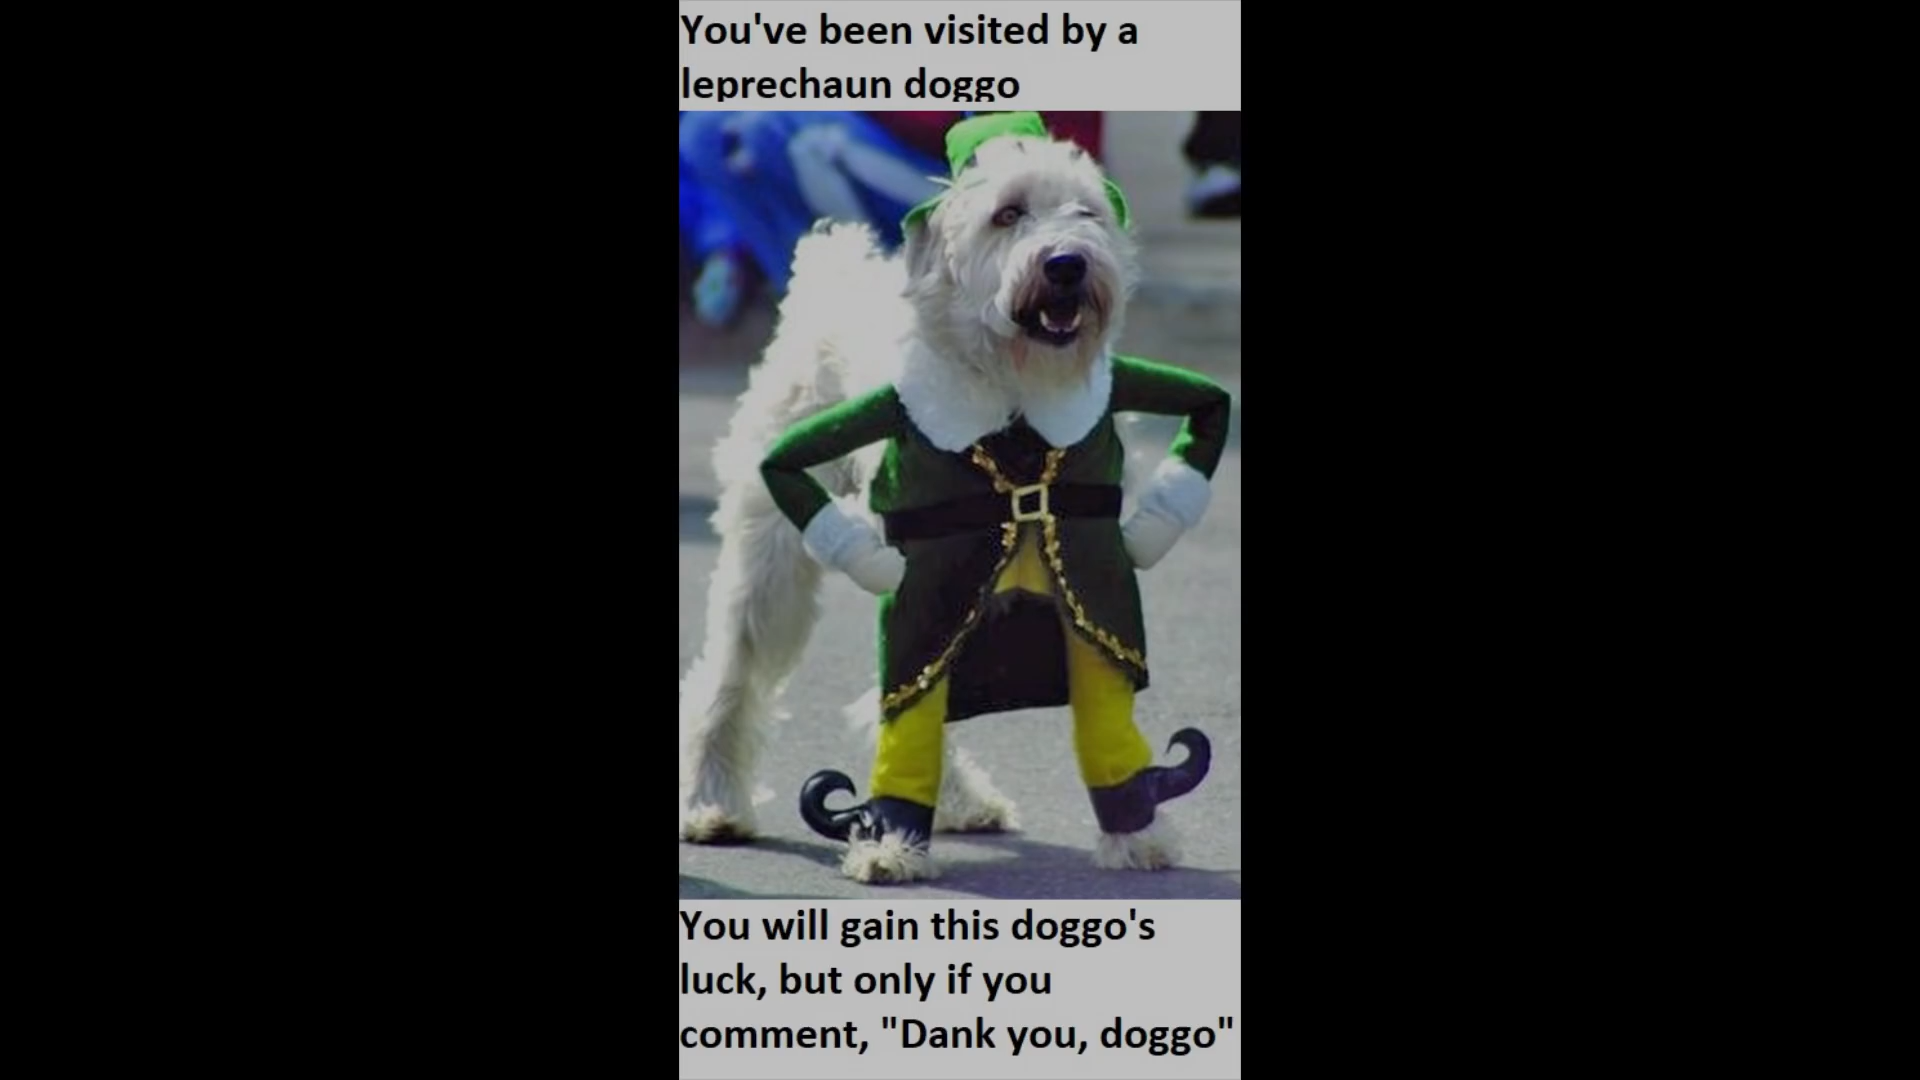 You've been visited by a
leprechaun doggo
You will gain this doggo's
luck, but only if you
comment, "Dank you, doggo"